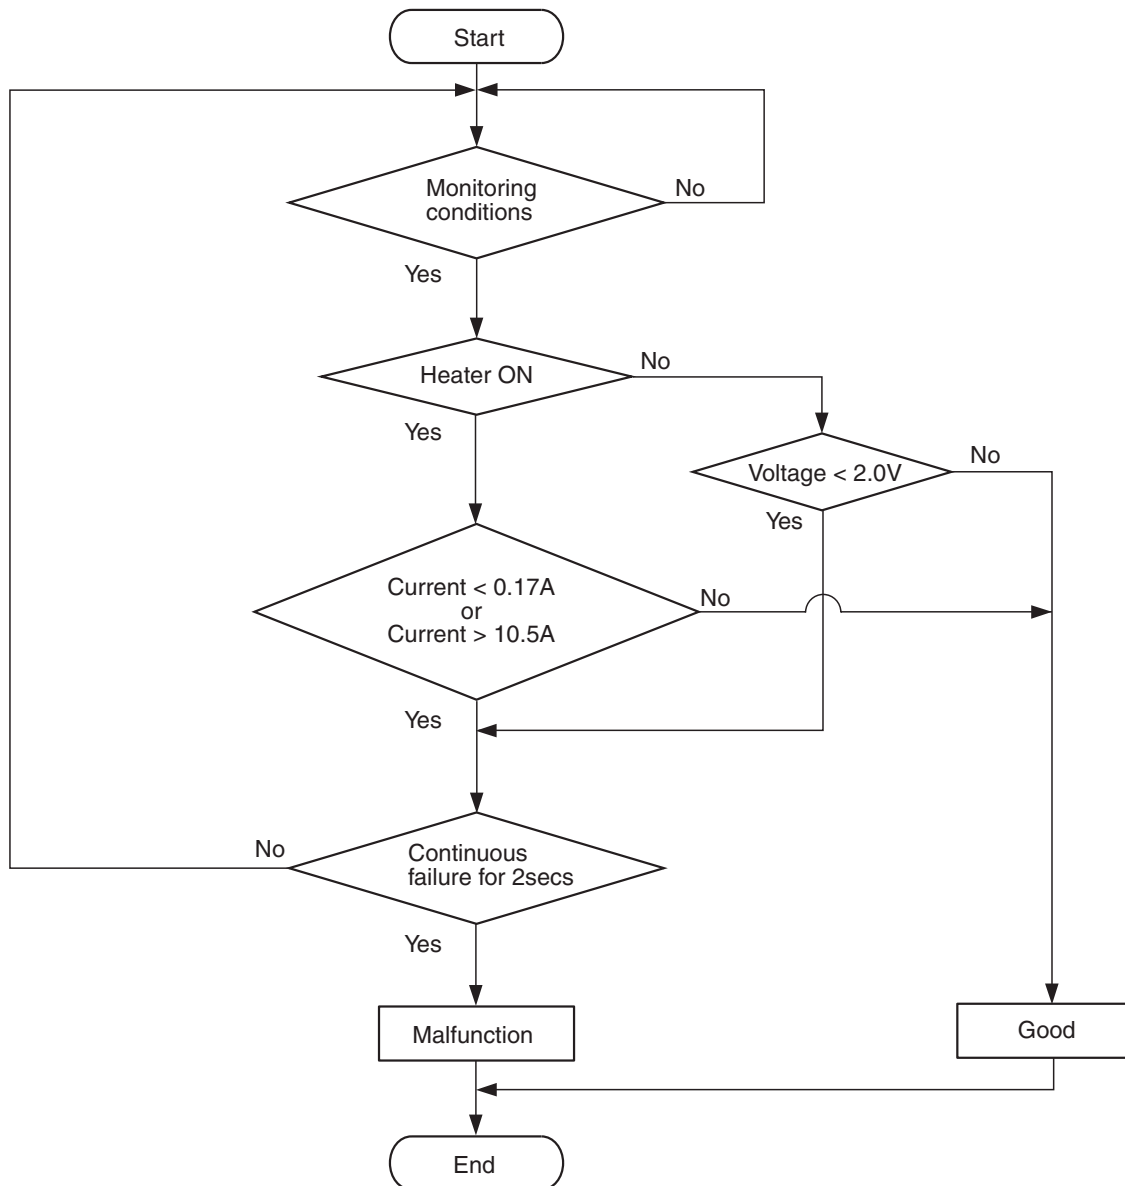 Start
Monitoring
conditions
No
Yes
Heater ON
No
Yes
Voltage < 2.0V
No
Yes
Current < 0.17A
or
Current > 10.5A
No
Yes
Continuous
failure for 2secs
No
Yes
Malfunction
Good
End